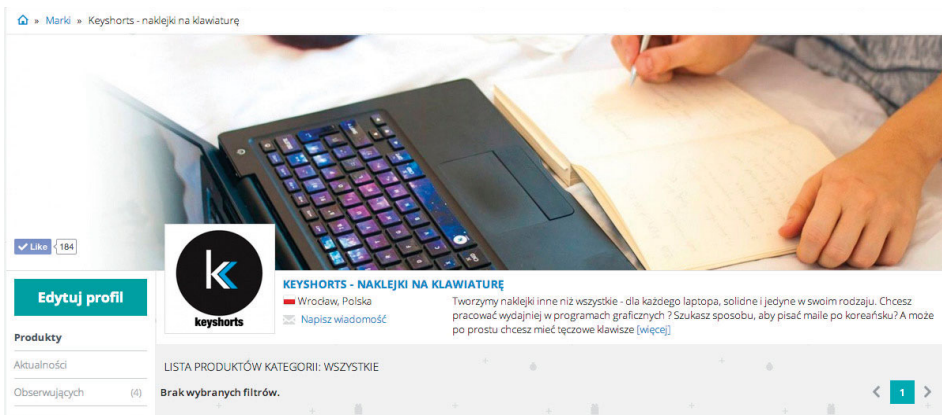 » Marki » Keyshorts - naklejki na klawiaturę
Like 184
keyshorts
Edytuj profil
Produkty
Aktualności
Obserwujących (4)
KEYSHORTS - NAKLEJKI NA KLAWIATURĘ
Wrocław, Polska
Napisz wiadomość
Tworzymy naklejki inne niż wszystkie - dla każdego laptopa, solidne i jedyne w swoim rodzaju. Chcesz
pracować wydajniej w programach graficznych ? Szukasz sposobu, aby pisać maile po koreańsku? A może
po prostu chcesz mieć tęczowe klawisze [więcej]
LISTA PRODUKTÓW KATEGORII: WSZYSTKIE
Brak wybranych filtrów.
< 1 >